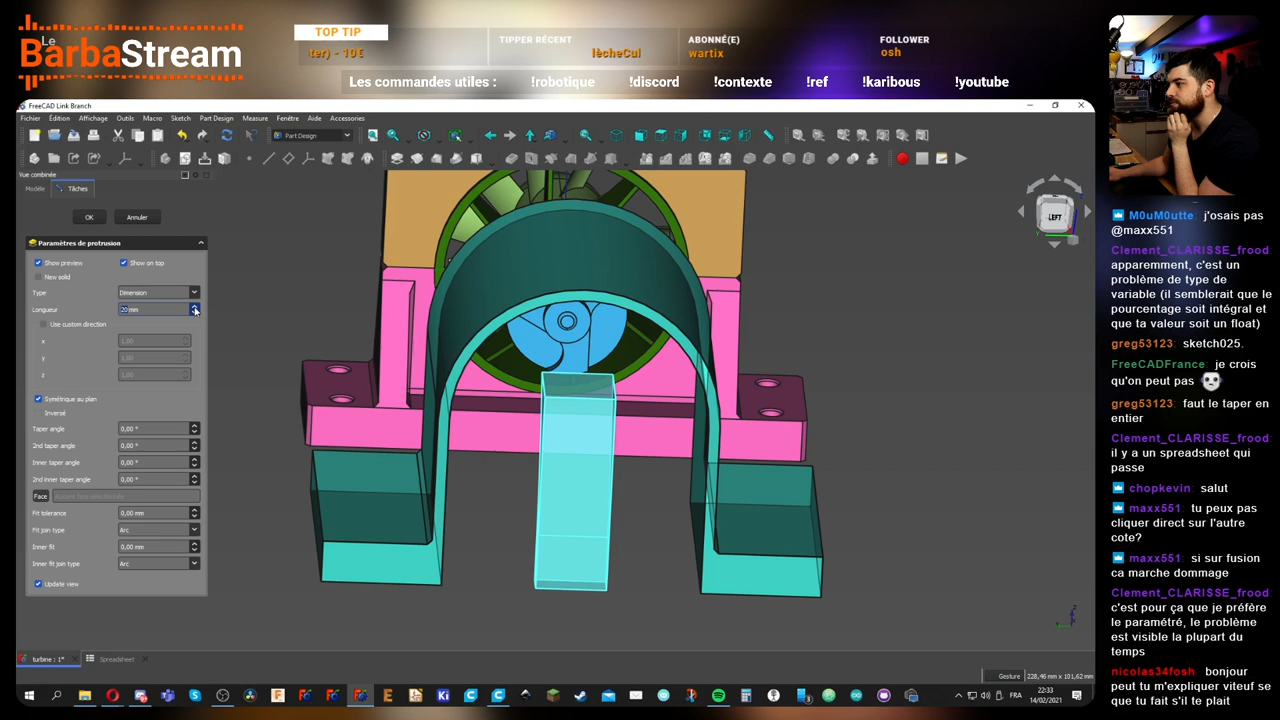 Le
BarbaStream
TOP TIP
ter) - 10€
TIPPER RÉCENT
lècheCul
ABONNÉ(E)
wartix
FOLLOWER
osh
Les commandes utiles : !robotique !discord !contexte !ref !karibous !youtube
FreeCAD Link Branch
Fichier Édition Affichage Outils Macro Sketch Part Design Measure Fenêtre Aide Accessoires
Part Design
Vue combinée
Modèle Tâches
OK Annuler
Paramètres de protrusion
Show preview Show on top
New solid
Type Dimension
Longueur 20 mm
Use custom direction
x 1,00
y 1,00
z 1,00
Symétrique au plan
Inversé
Taper angle 0,00 °
2nd taper angle 0,00 °
Inner taper angle 0,00 °
2nd inner taper angle 0,00 °
Face Aucune face sélectionnée
Fit tolerance 0,00 mm
Fit join type Arc
Inner fit 0,00 mm
Inner fit join type Arc
Update view
LEFT
turbine : 1* Spreadsheet
Gesture 228,46 mm x 101,62 mm
FRA
22:33
14/02/2021
M0uM0utte: j'osais pas
@maxx551
Clement_CLARISSE_frood:
apparemment, c'est un
problème de type de
variable (il semblerait que le
pourcentage soit intégral et
que ta valeur soit un float)
greg53123: sketch025.
FreeCADFrance: je crois
qu'on peut pas
greg53123: faut le taper en
entier
Clement_CLARISSE_frood:
il y a un spreadsheet qui
passe
chopkevin: salut
maxx551: tu peux pas
cliquer direct sur l'autre
cote?
maxx551: si sur fusion
ca marche dommage
Clement_CLARISSE_frood:
c'est pour ça que je préfère
le paramétré, le problème
est visible la plupart du
temps
nicolas34fosh: bonjour
peut tu m'expliquer viteuf se
que tu fait s'il te plait